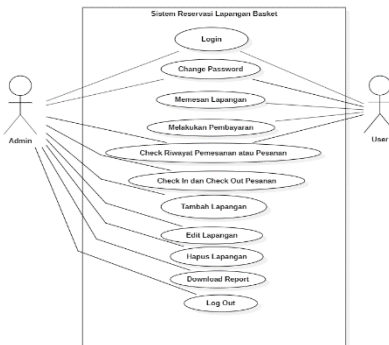 Sistem Reservasi Lapangan Basket
Login
Change Password
Memesan Lapangan
Melakukan Pembayaran
Check Riwayat Pemesanan atau Pesanan
Check In dan Check Out Pesanan
Tambah Lapangan
Edit Lapangan
Hapus Lapangan
Download Report
Log Out
Admin
User